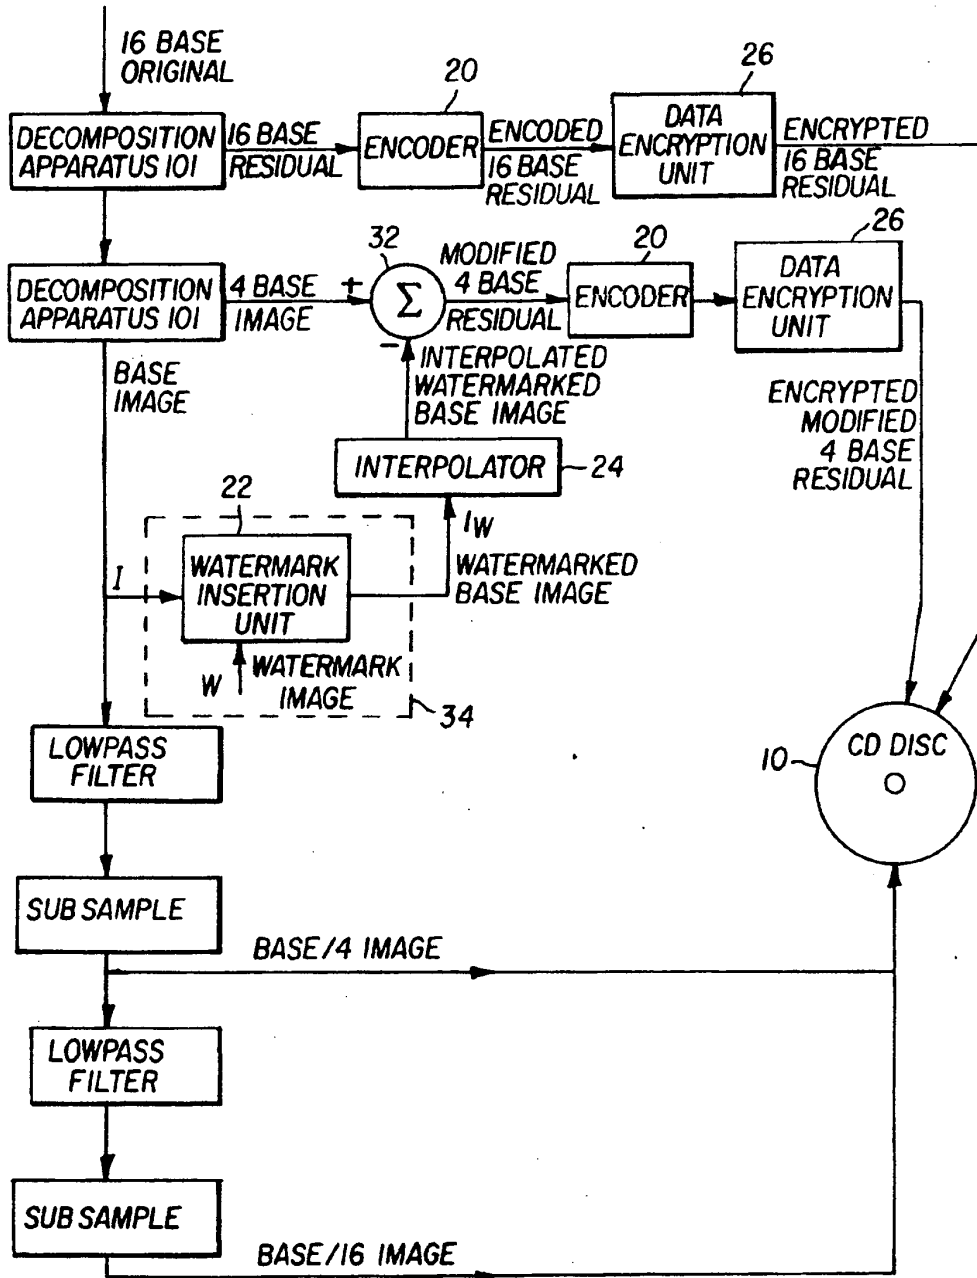 16 BASE
ORIGINAL
DECOMPOSITION
APPARATUS 101
16 BASE
RESIDUAL
20
ENCODER
ENCODED
16 BASE
RESIDUAL
26
DATA
ENCRYPTION
UNIT
ENCRYPTED
16 BASE
RESIDUAL
DECOMPOSITION
APPARATUS 101
4 BASE
IMAGE
+
32
Σ
-
MODIFIED
4 BASE
RESIDUAL
20
ENCODER
26
DATA
ENCRYPTION
UNIT
BASE
IMAGE
INTERPOLATED
WATERMARKED
BASE IMAGE
ENCRYPTED
MODIFIED
4 BASE
RESIDUAL
INTERPOLATOR
24
22
IW
WATERMARKED
BASE IMAGE
I
WATERMARK
INSERTION
UNIT
W
WATERMARK
IMAGE
34
LOWPASS
FILTER
10
CD DISC
SUB SAMPLE
BASE/4 IMAGE
LOWPASS
FILTER
SUB SAMPLE
BASE/16 IMAGE